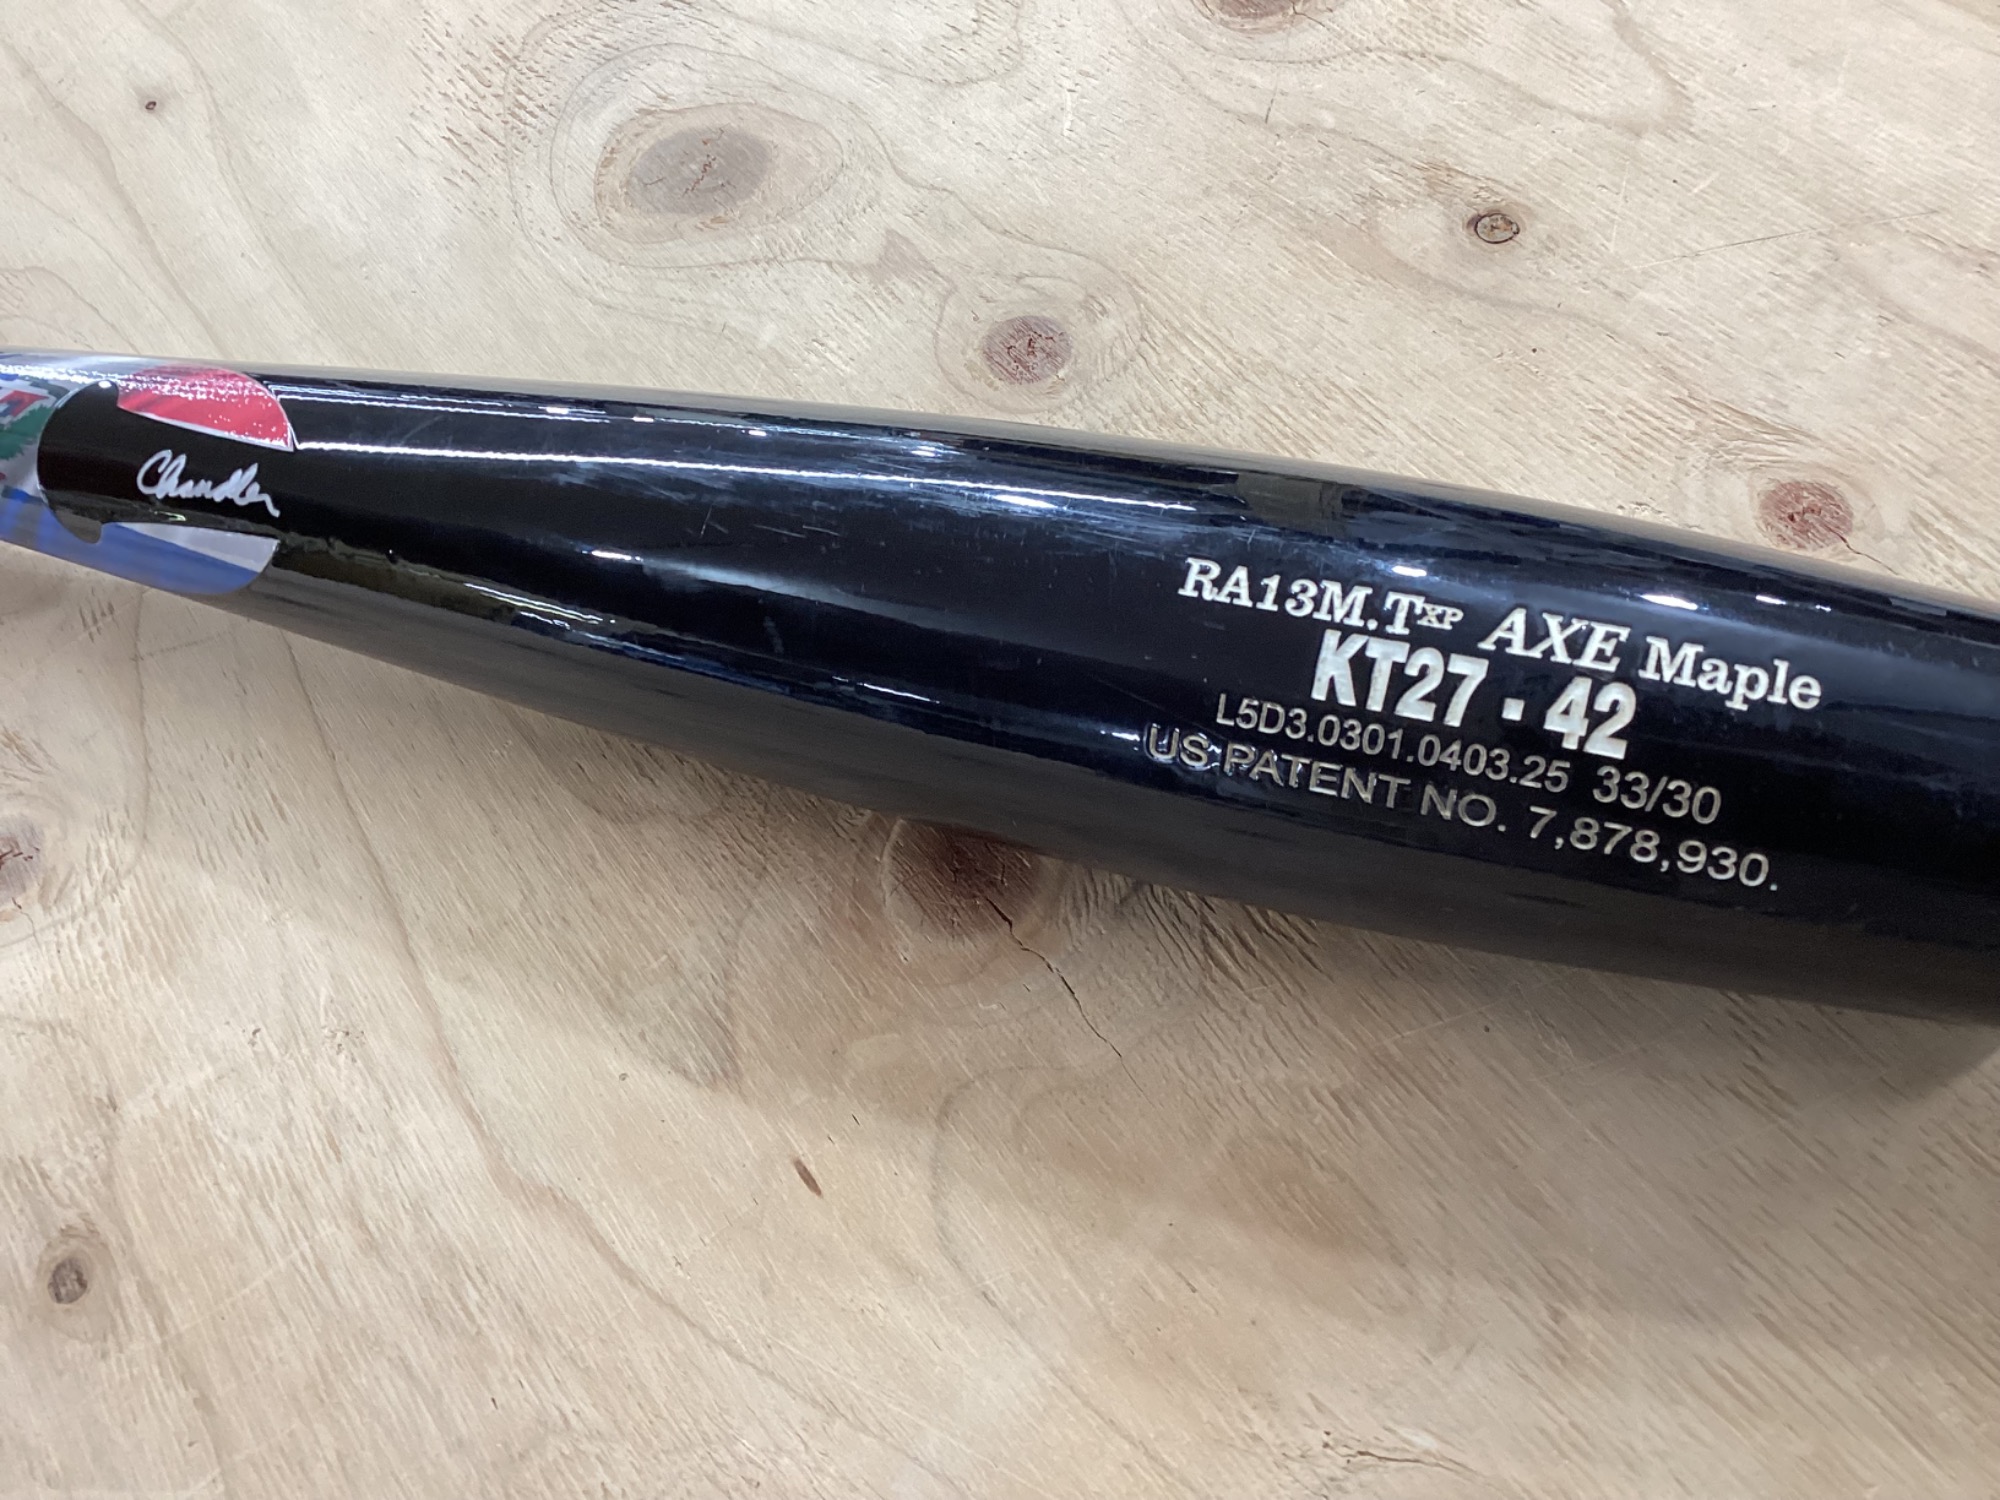 Chandler
RA13M.TXP AXE Maple
KT27 - 42
L5D3.0301.0403.25 33/30
US PATENT NO. 7,878,930.